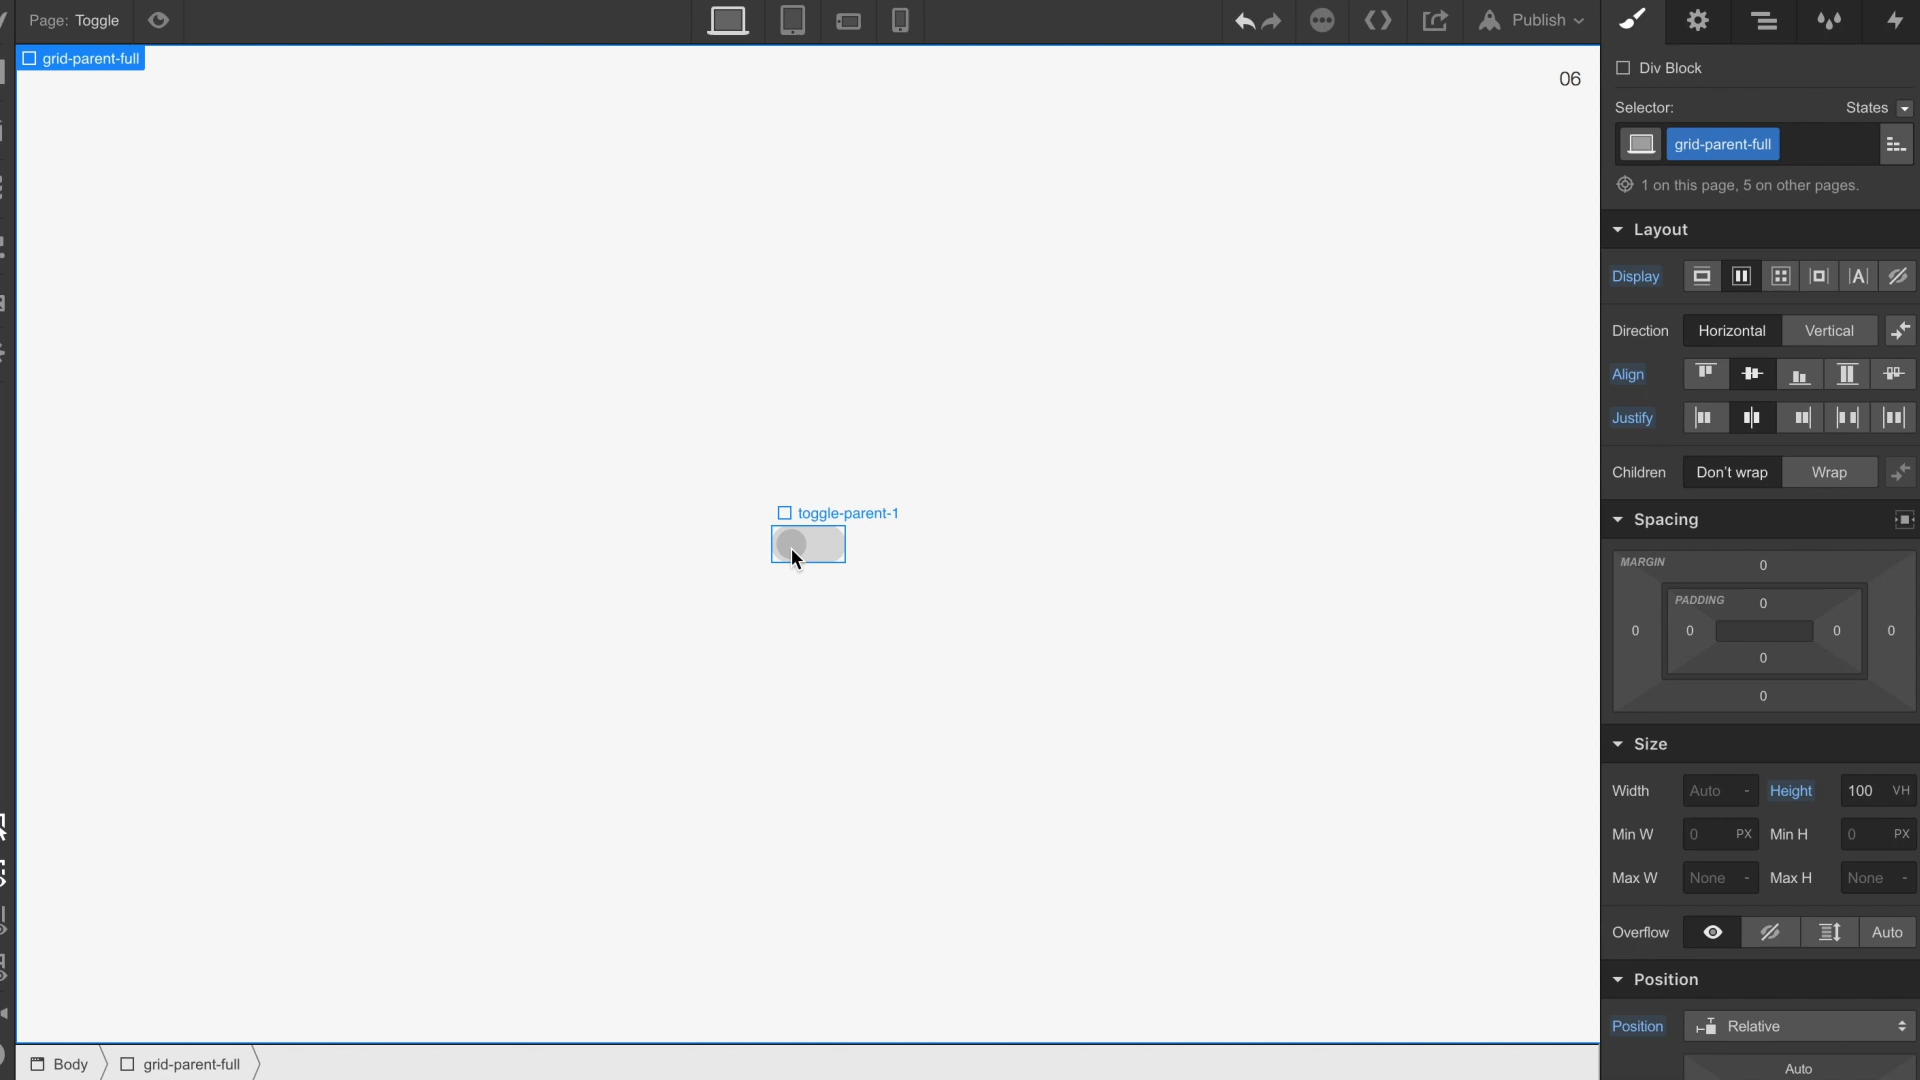 Page: Toggle
Publish
grid-parent-full
06
Div Block
Selector:
States
grid-parent-full
1 on this page, 5 on other pages.
Layout
Display
Direction
Horizontal
Vertical
Align
Justify
Children
Don't wrap
Wrap
toggle-parent-1
Spacing
MARGIN
0
PADDING
0
0
0
0
0
0
0
Size
Width
Auto
-
Height
100
VH
Min W
0
PX
Min H
0
PX
Max W
None
-
Max H
None
-
Overflow
Auto
Position
Position
Relative
Auto
Body
grid-parent-full